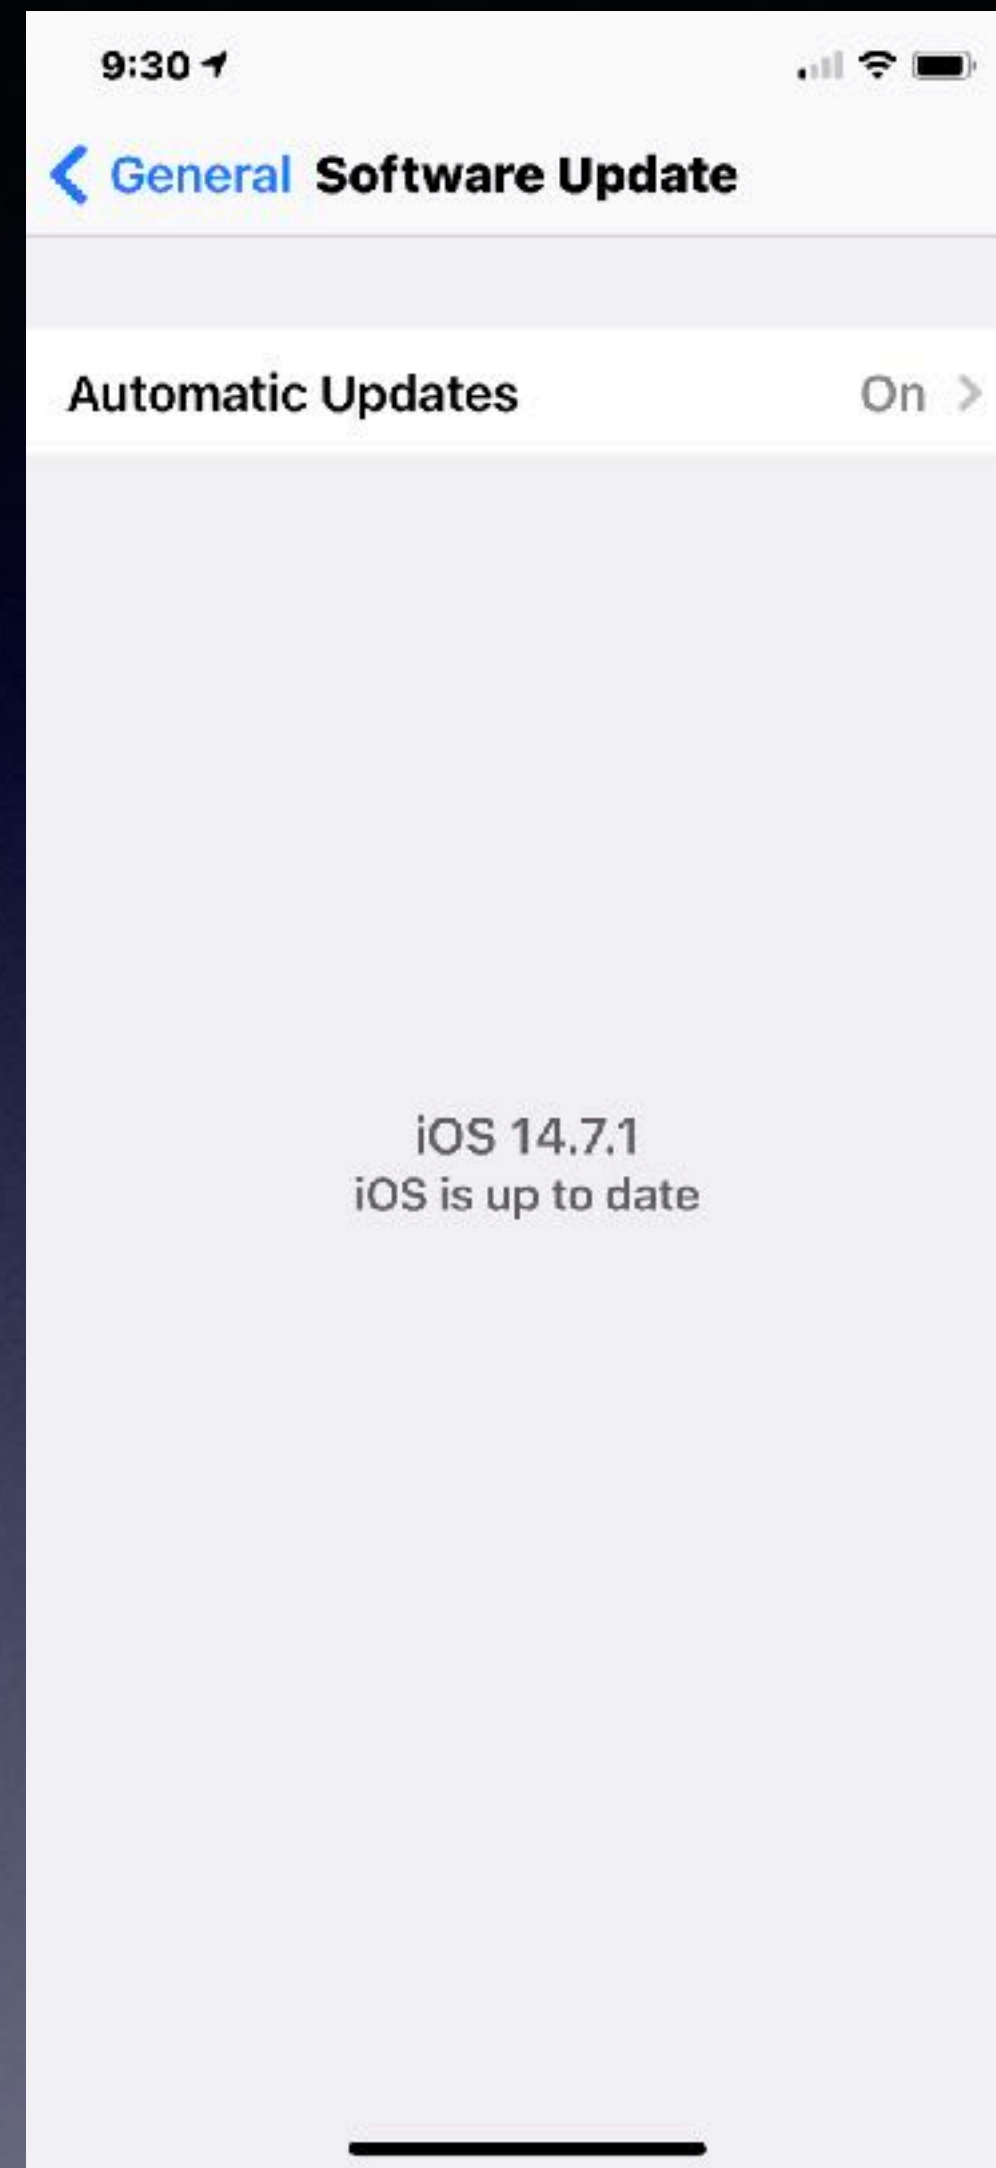 9:30
General Software Update
Automatic Updates On
iOS 14.7.1
iOS is up to date